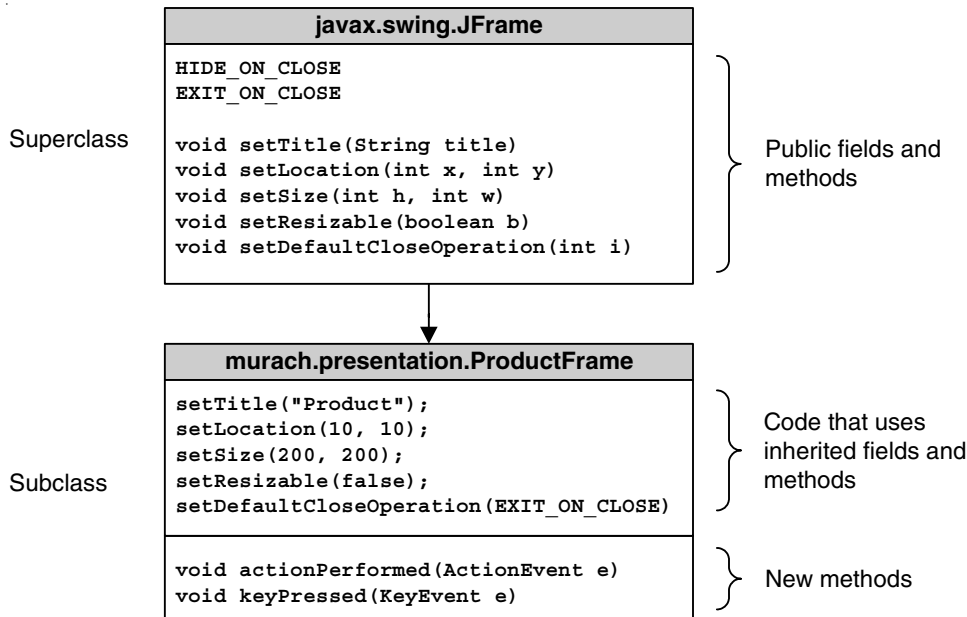 javax.swing.JFrame
HIDE_ON_CLOSE
EXIT_ON_CLOSE
Superclass
void setTitle(String title)
void setLocation(int x, int y)
void setSize(int h, int w)
void setResizable(boolean b)
void setDefaultCloseOperation(int i)
Public fields and
methods
murach.presentation.ProductFrame
Subclass
setTitle("Product");
setLocation(10, 10);
setSize(200, 200);
setResizable(false);
setDefaultCloseOperation(EXIT_ON_CLOSE)
Code that uses
inherited fields and
methods
void actionPerformed(ActionEvent e)
void keyPressed(KeyEvent e)
New methods